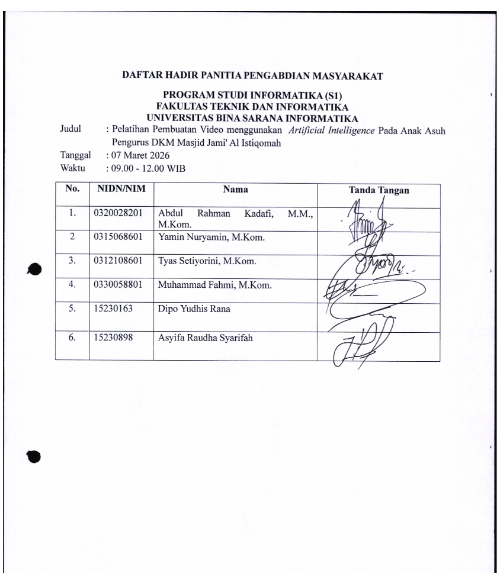 DAFTAR HADIR PANITIA PENGABDIAN MASYARAKAT
PROGRAM STUDI INFORMATIKA (S1)
FAKULTAS TEKNIK DAN INFORMATIKA
UNIVERSITAS BINA SARANA INFORMATIKA
Judul : Pelatihan Pembuatan Video menggunakan Artificial Intelligence Pada Anak Asuh
Pengurus DKM Masjid Jami' Al Istiqomah
Tanggal : 07 Maret 2026
Waktu : 09.00 - 12.00 WIB
No. NIDN/NIM Nama Tanda Tangan
1. 0320028201 Abdul Rahman Kadafi, M.M.,
M.Kom.
2 0315068601 Yamin Nuryamin, M.Kom.
3. 0312108601 Tyas Setiyorini, M.Kom.
4. 0330058801 Muhammad Fahmi, M.Kom.
5. 15230163 Dipo Yudhis Rana
6. 15230898 Asyifa Raudha Syarifah